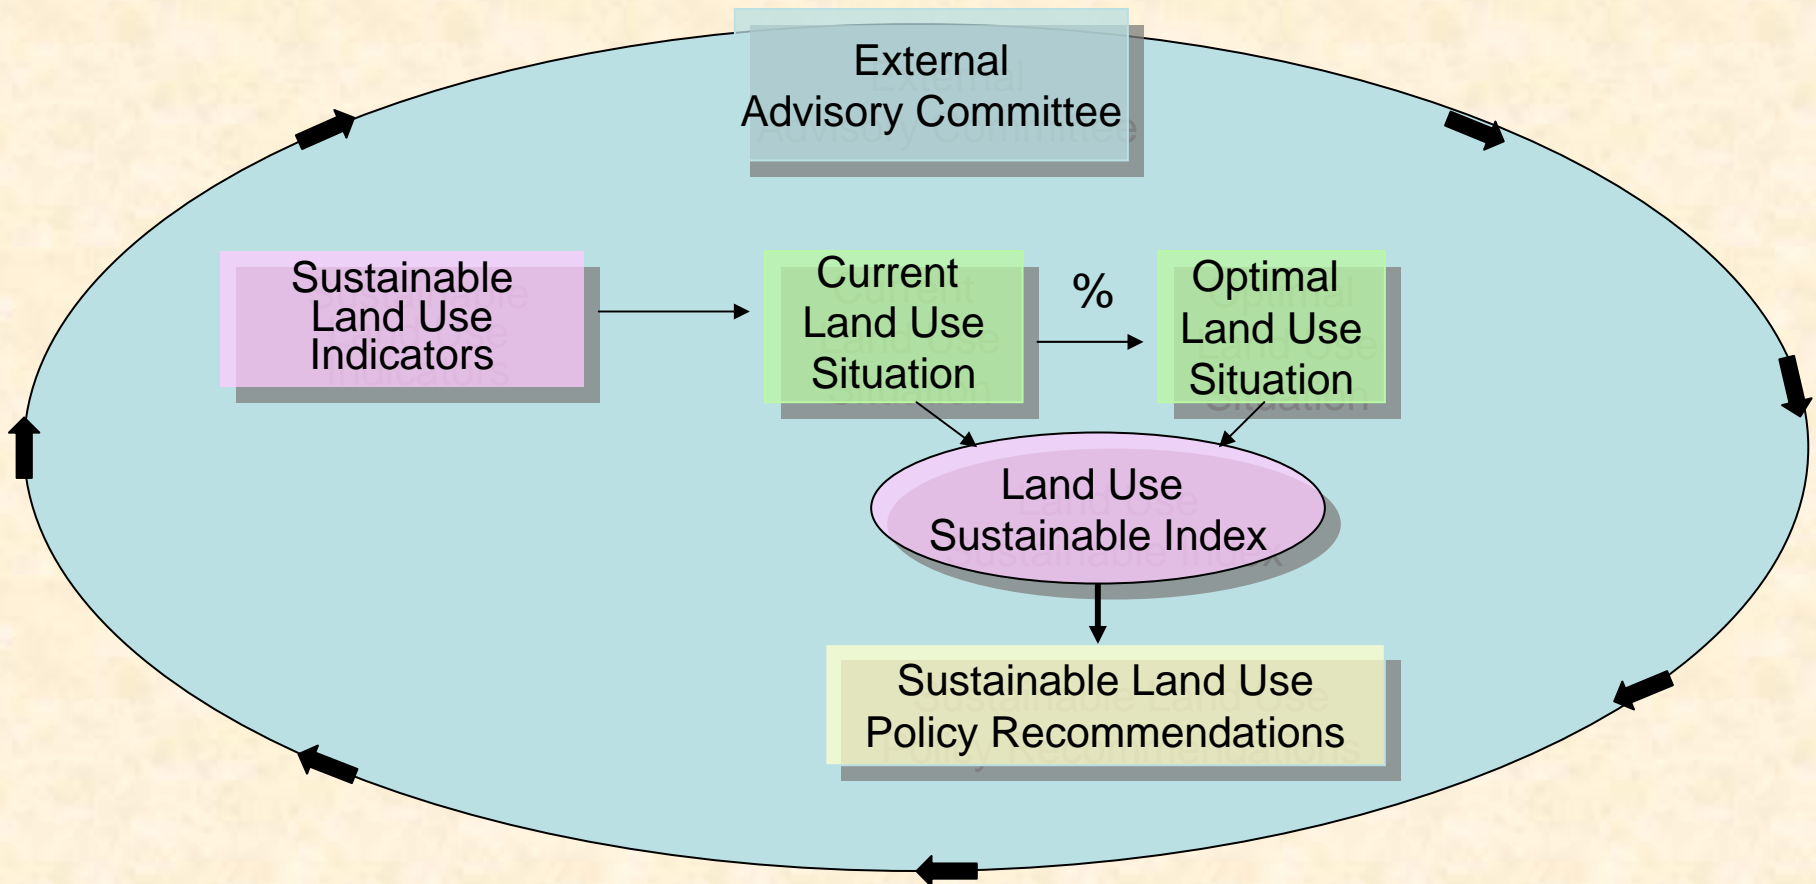 External
Advisory Committee
Sustainable
Land Use
Indicators
Current
Land Use
Situation
%
Optimal
Land Use
Situation
Land Use
Sustainable Index
Sustainable Land Use
Policy Recommendations